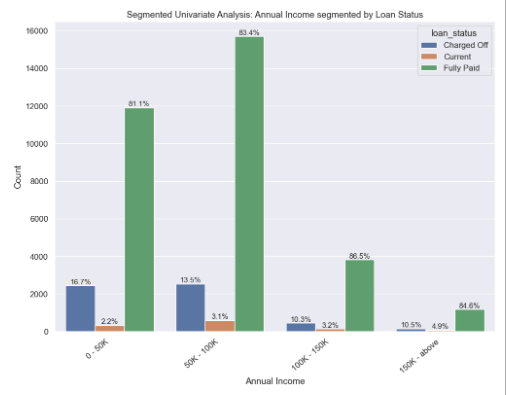 Segmented Univariate Analysis: Annual Income segmented by Loan Status
loan_status
Charged Off
Current
Fully Paid
16000
14000
12000
10000
8000
6000
4000
2000
0
Count
16.7%
2.2%
81.1%
13.5%
3.1%
83.4%
10.3%
3.2%
86.5%
10.5%
4.9%
84.6%
0 - 50K
50K - 100K
100K - 150K
150K - above
Annual Income